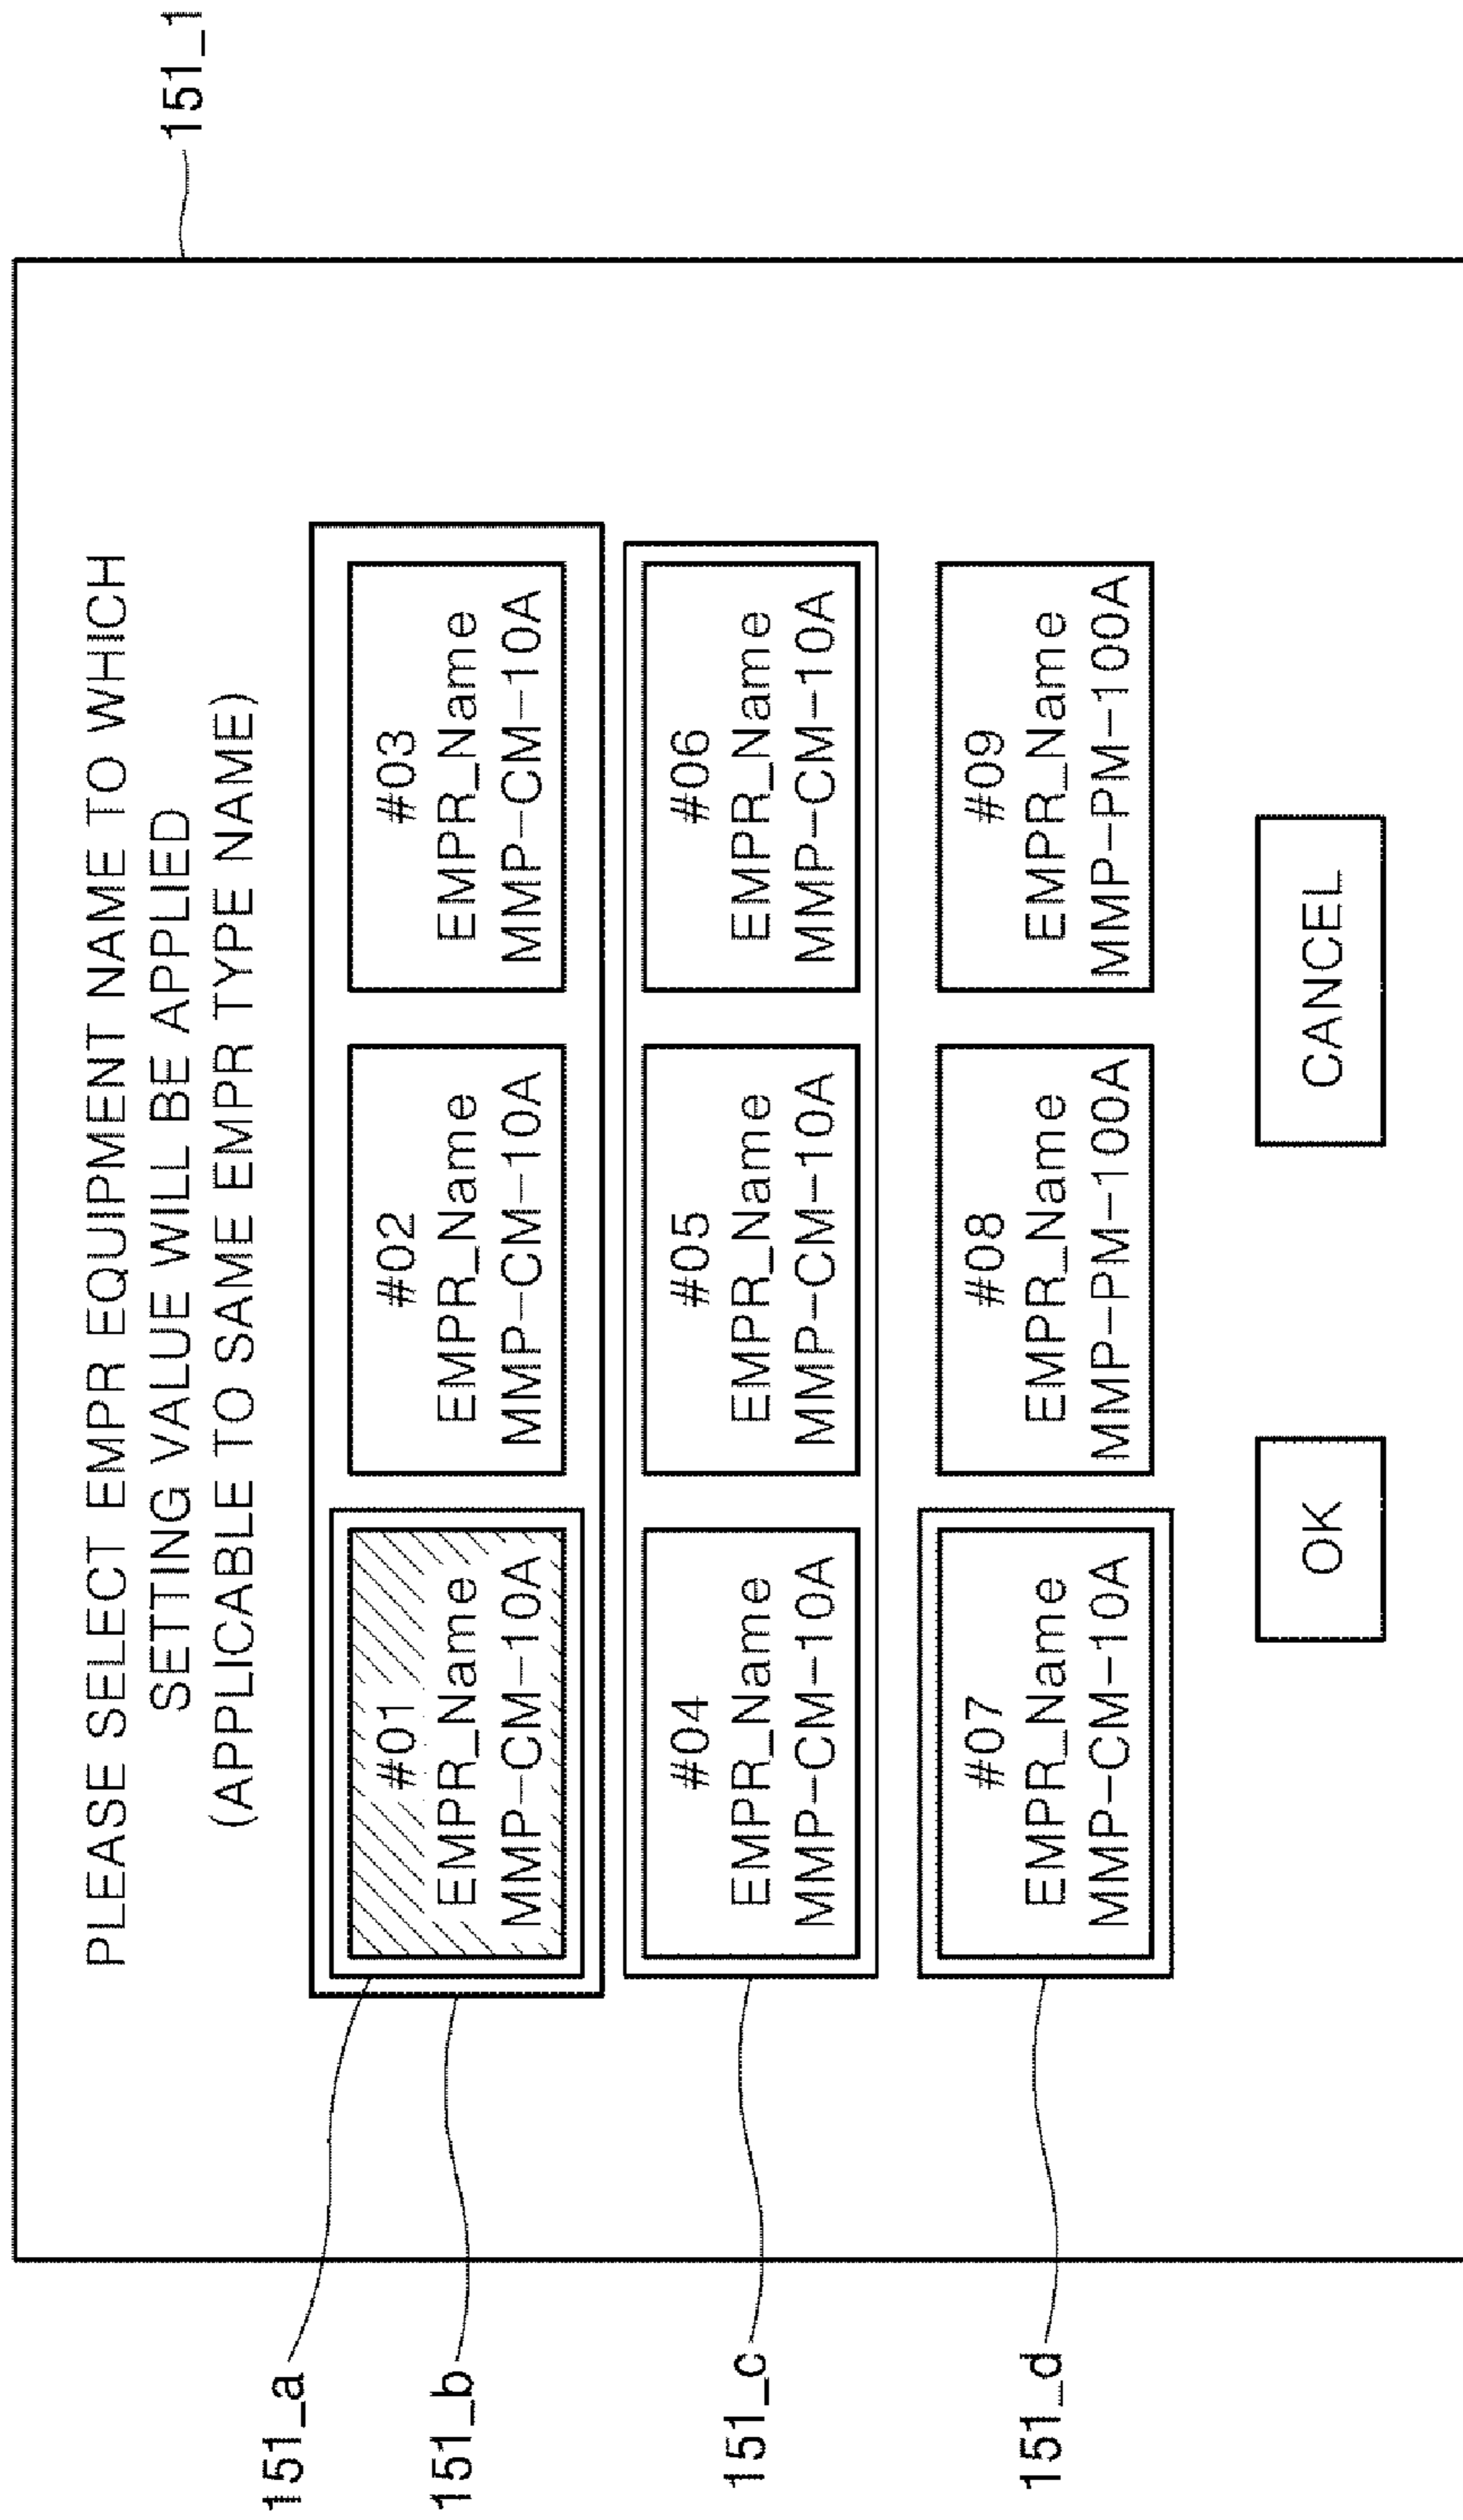 151_1
PLEASE SELECT EMPR EQUIPMENT NAME TO WHICH
SETTING VALUE WILL BE APPLIED
(APPLICABLE TO SAME EMPR TYPE NAME)
151_a
151_b
#01
EMPR_Name
MMP-CM-10A
#02
EMPR_Name
MMP-CM-10A
#03
EMPR_Name
MMP-CM-10A
151_c
#04
EMPR_Name
MMP-CM-10A
#05
EMPR_Name
MMP-CM-10A
#06
EMPR_Name
MMP-CM-10A
151_d
#07
EMPR_Name
MMP-CM-10A
#08
EMPR_Name
MMP-PM-100A
#09
EMPR_Name
MMP-PM-100A
OK
CANCEL